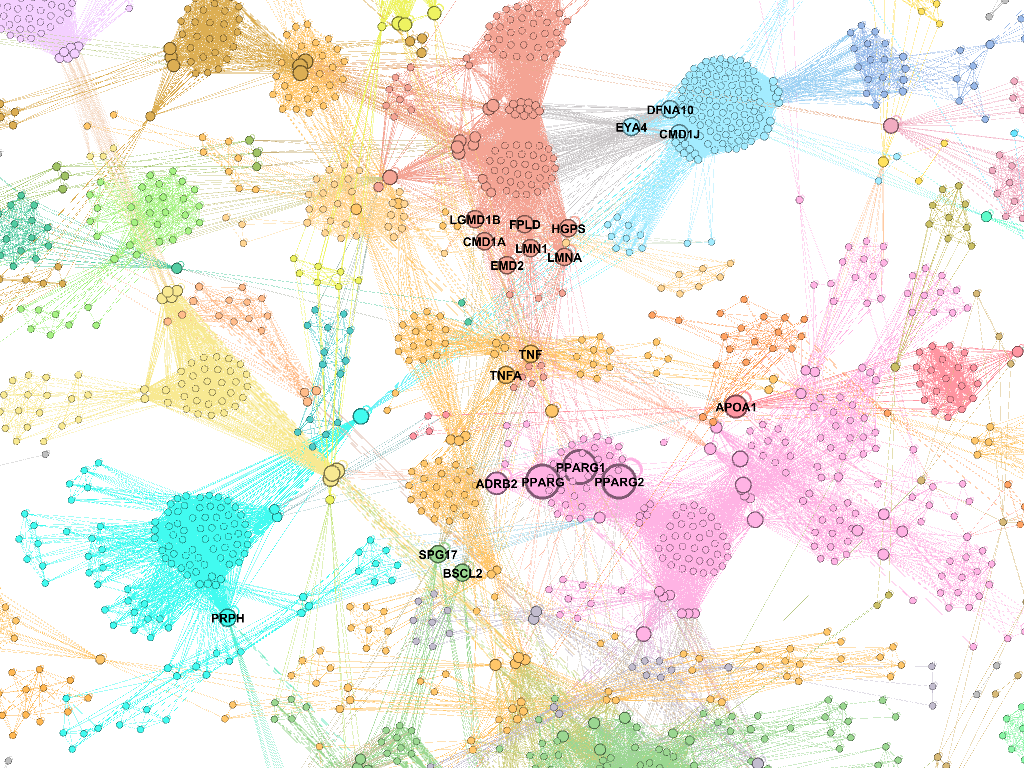 DFNA10
EYA4
CMD1J
LGMD1B
FPLD
HGPS
CMD1A
LMN1
LMNA
EMD2
TNF
TNFA
APOA1
PPARG1
ADRB2
PPARG
PPARG2
SPG17
BSCL2
PRPH